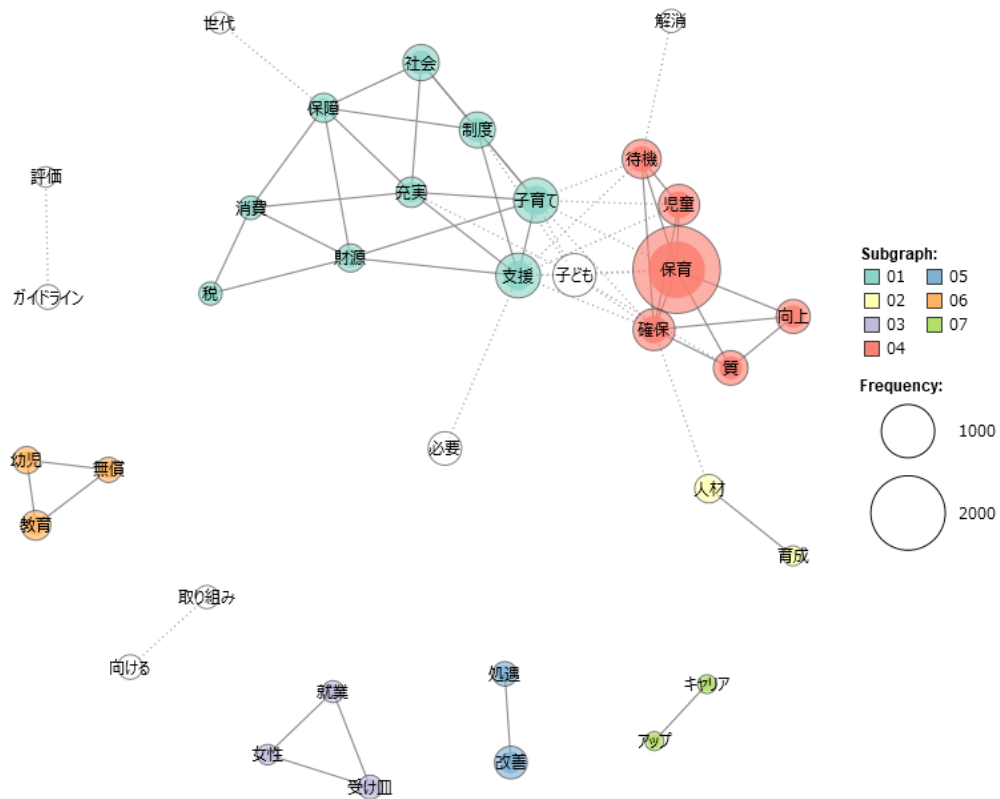 世代
解消
社会
保障
制度
待機
評価
充実
子育て
児童
消費
財源
支援
子ども
保育
ガイドライン
税
確保
向上
質
必要
幼児
無償
教育
人材
育成
取り組み
向ける
就業
女性
受け皿
処遇
改善
キャリア
アップ
Subgraph:
01 05
02 06
03 07
04
Frequency:
1000
2000